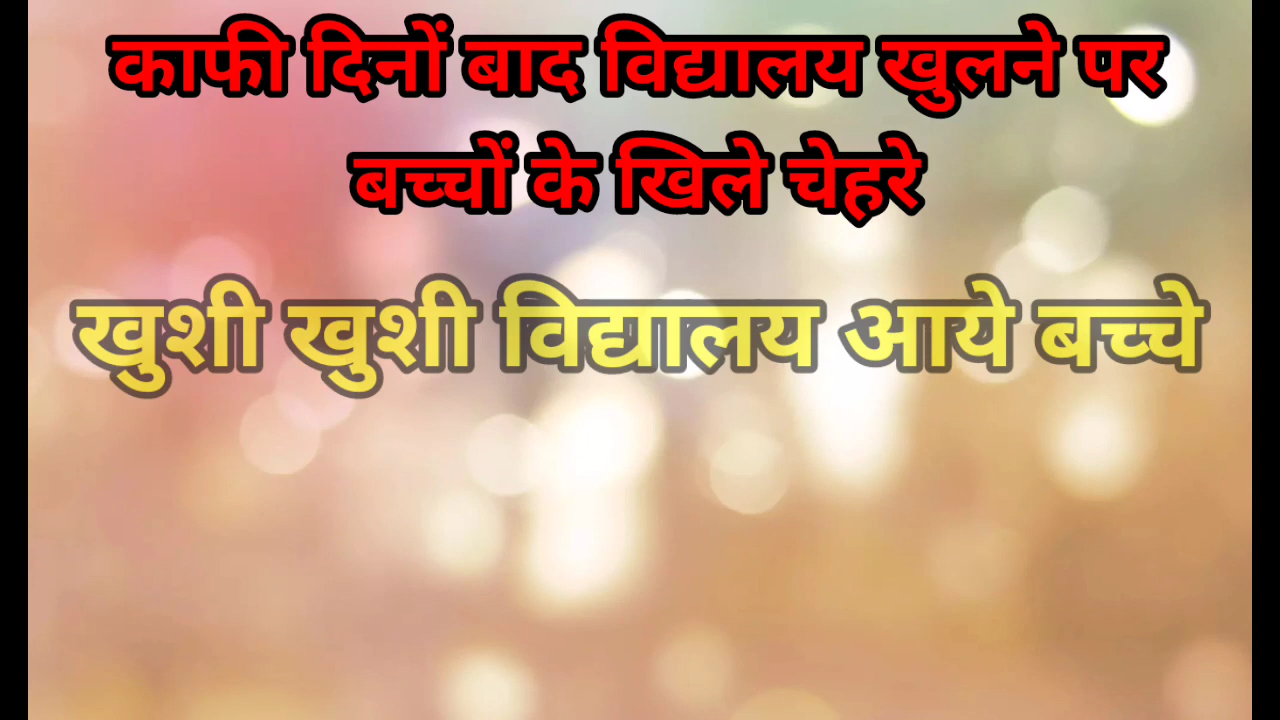 काफी दिनों बाद विद्यालय खुलने पर
बच्चों के खिले चेहरे
खुशी खुशी विद्यालय आये बच्चे